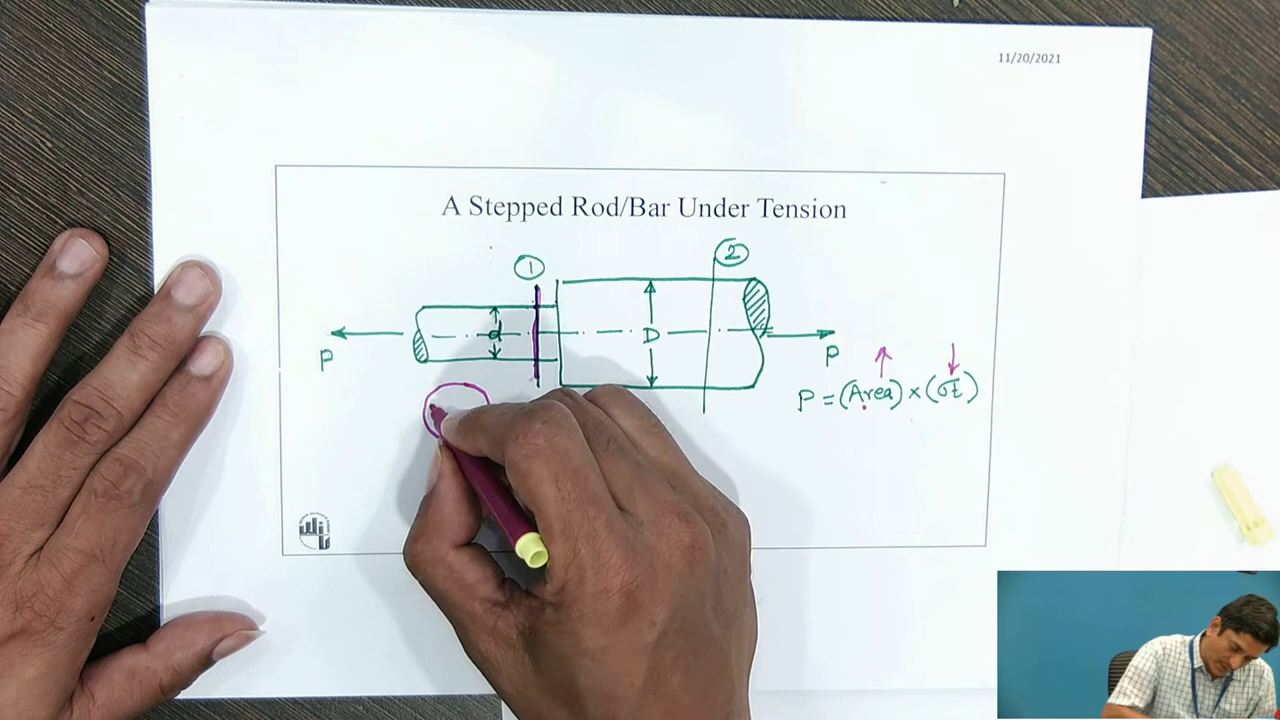 11/20/2021
A Stepped Rod/Bar Under Tension
1
2
d
D
P
P
P = (Area) × (σt)